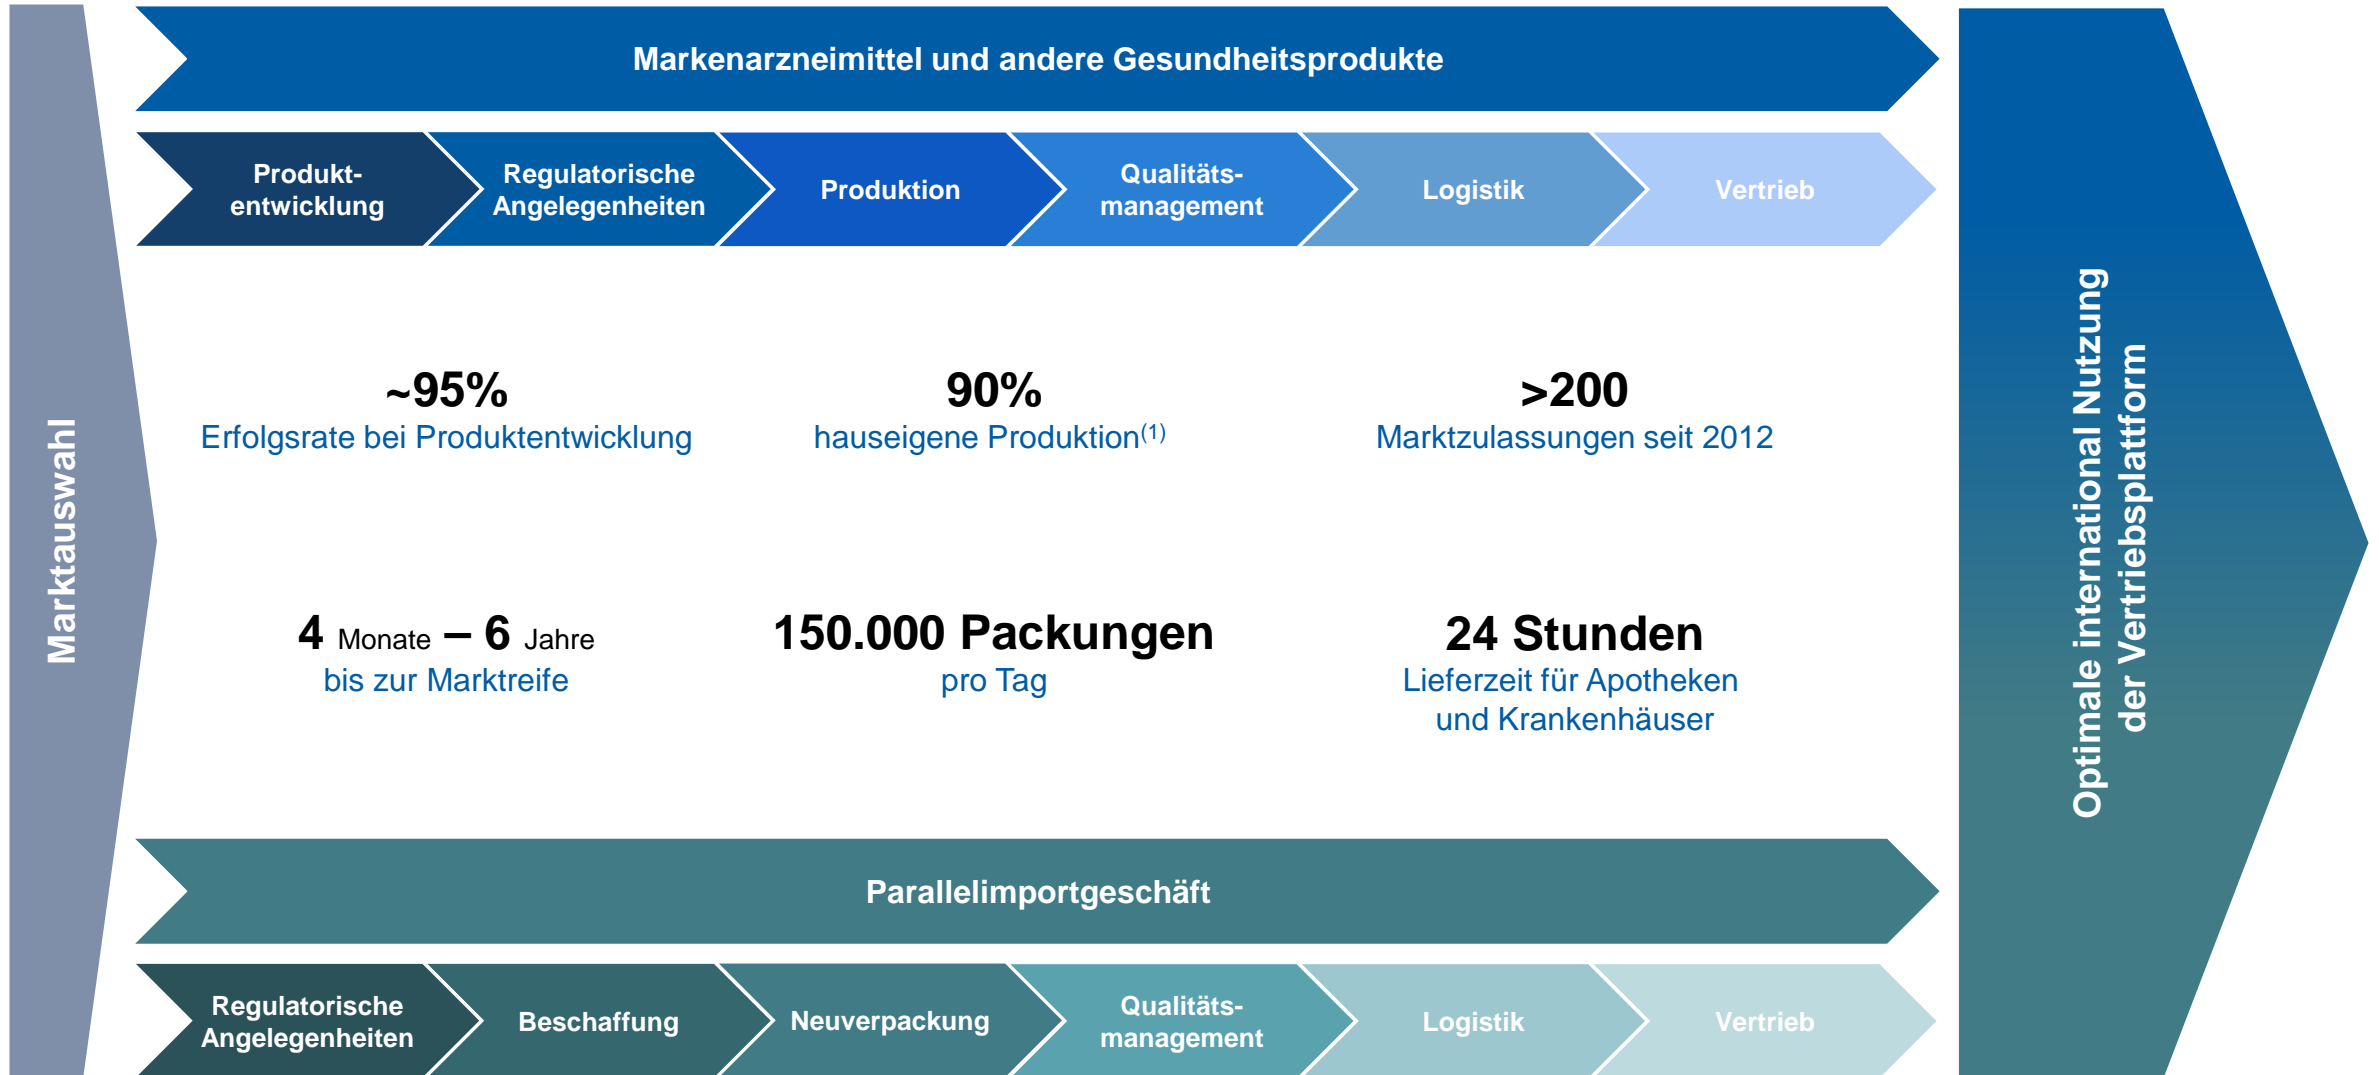 Marktauswahl
Markenarzneimittel und andere Gesundheitsprodukte
Produkt-
entwicklung
Regulatorische
Angelegenheiten
Produktion
Qualitäts-
management
Logistik
Vertrieb
~95%
Erfolgsrate bei Produktentwicklung
90%
hauseigene Produktion(1)
>200
Marktzulassungen seit 2012
4 Monate – 6 Jahre
bis zur Marktreife
150.000 Packungen
pro Tag
24 Stunden
Lieferzeit für Apotheken
und Krankenhäuser
Parallelimportgeschäft
Regulatorische
Angelegenheiten
Beschaffung
Neuverpackung
Qualitäts-
management
Logistik
Vertrieb
Optimale international Nutzung
der Vertriebsplattform